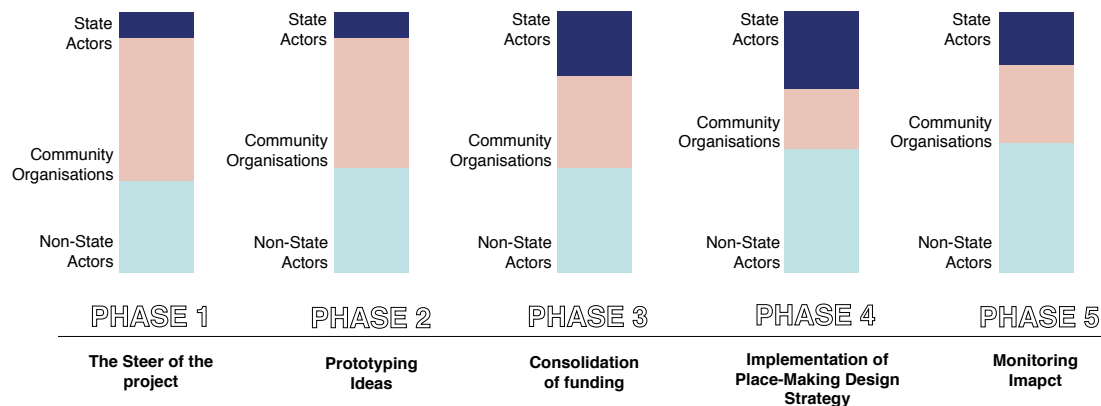 State
Actors
Community
Organisations
Non-State
Actors
State
Actors
Community
Organisations
Non-State
Actors
State
Actors
Community
Organisations
Non-State
Actors
State
Actors
Community
Organisations
Non-State
Actors
State
Actors
Community
Organisations
Non-State
Actors
PHASE 1
PHASE 2
PHASE 3
PHASE 4
PHASE 5
The Steer of the
project
Prototyping
Ideas
Consolidation
of funding
Implementation of
Place-Making Design
Strategy
Monitoring
Imapct